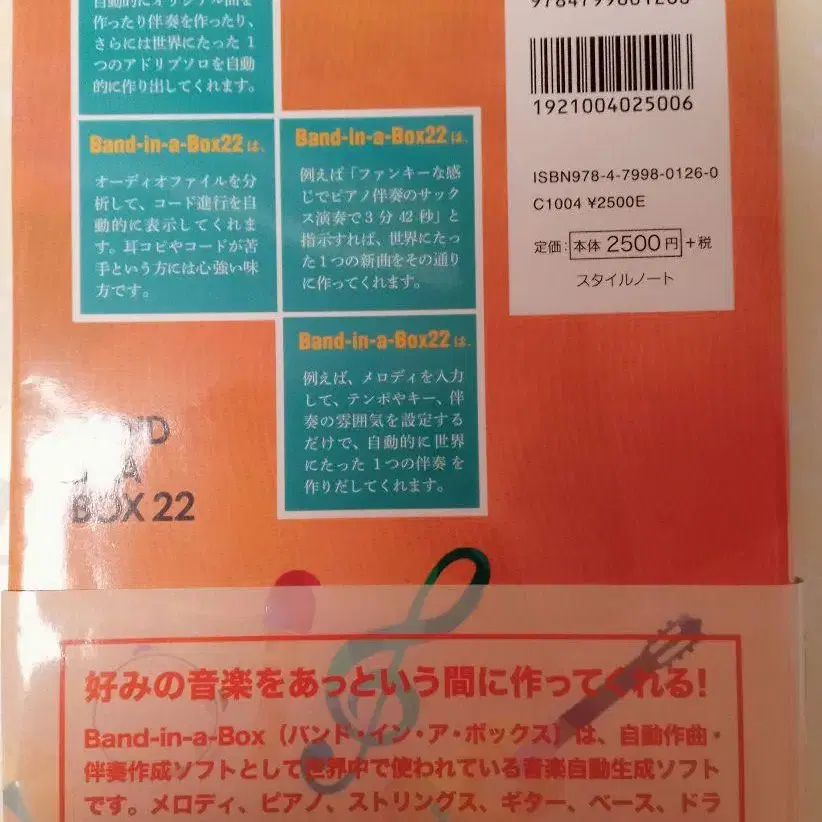 自動的にオリジナル曲を
作ったり伴奏を作ったり、
さらには世界にたった1
つのアドリブソロを自動
的に作り出してくれます。
Band-in-a-Box22は、
オーディオファイルを分
析して、コード進行を自
動的に表示してくれま
す。耳コピやコードが苦
手という方には心強い味
方です。
Band-in-a-Box22は、
例えば「ファンキーな感
じでピアノ伴奏のサック
ス演奏で3分42秒」と
指示すれば、世界にたっ
た1つの新曲をその通り
に作ってくれます。
Band-in-a-Box22は、
例えば、メロディを入力
して、テンポやキー、伴
奏の雰囲気を設定する
だけで、自動的に世界
にたった1つの伴奏を
作りだしてくれます。
1921004025006
ISBN978-4-7998-0126-0
C1004 ¥2500E
定価:本体2500円+税
スタイルノート
A
BOX 22
好みの音楽をあっという間に作ってくれる!
Band-in-a-Box(バンド・イン・ア・ボックス)は、自動作曲・
伴奏作成ソフトとして世界中で使われている音楽自動生成ソフト
です。メロディ、ピアノ、ストリングス、ギター、ベース、ドラ